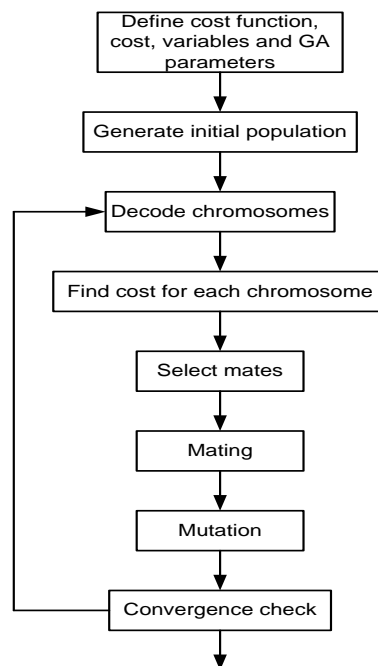 Define cost function,
cost, variables and GA
parameters
Generate initial population
Decode chromosomes
Find cost for each chromosome
Select mates
Mating
Mutation
Convergence check